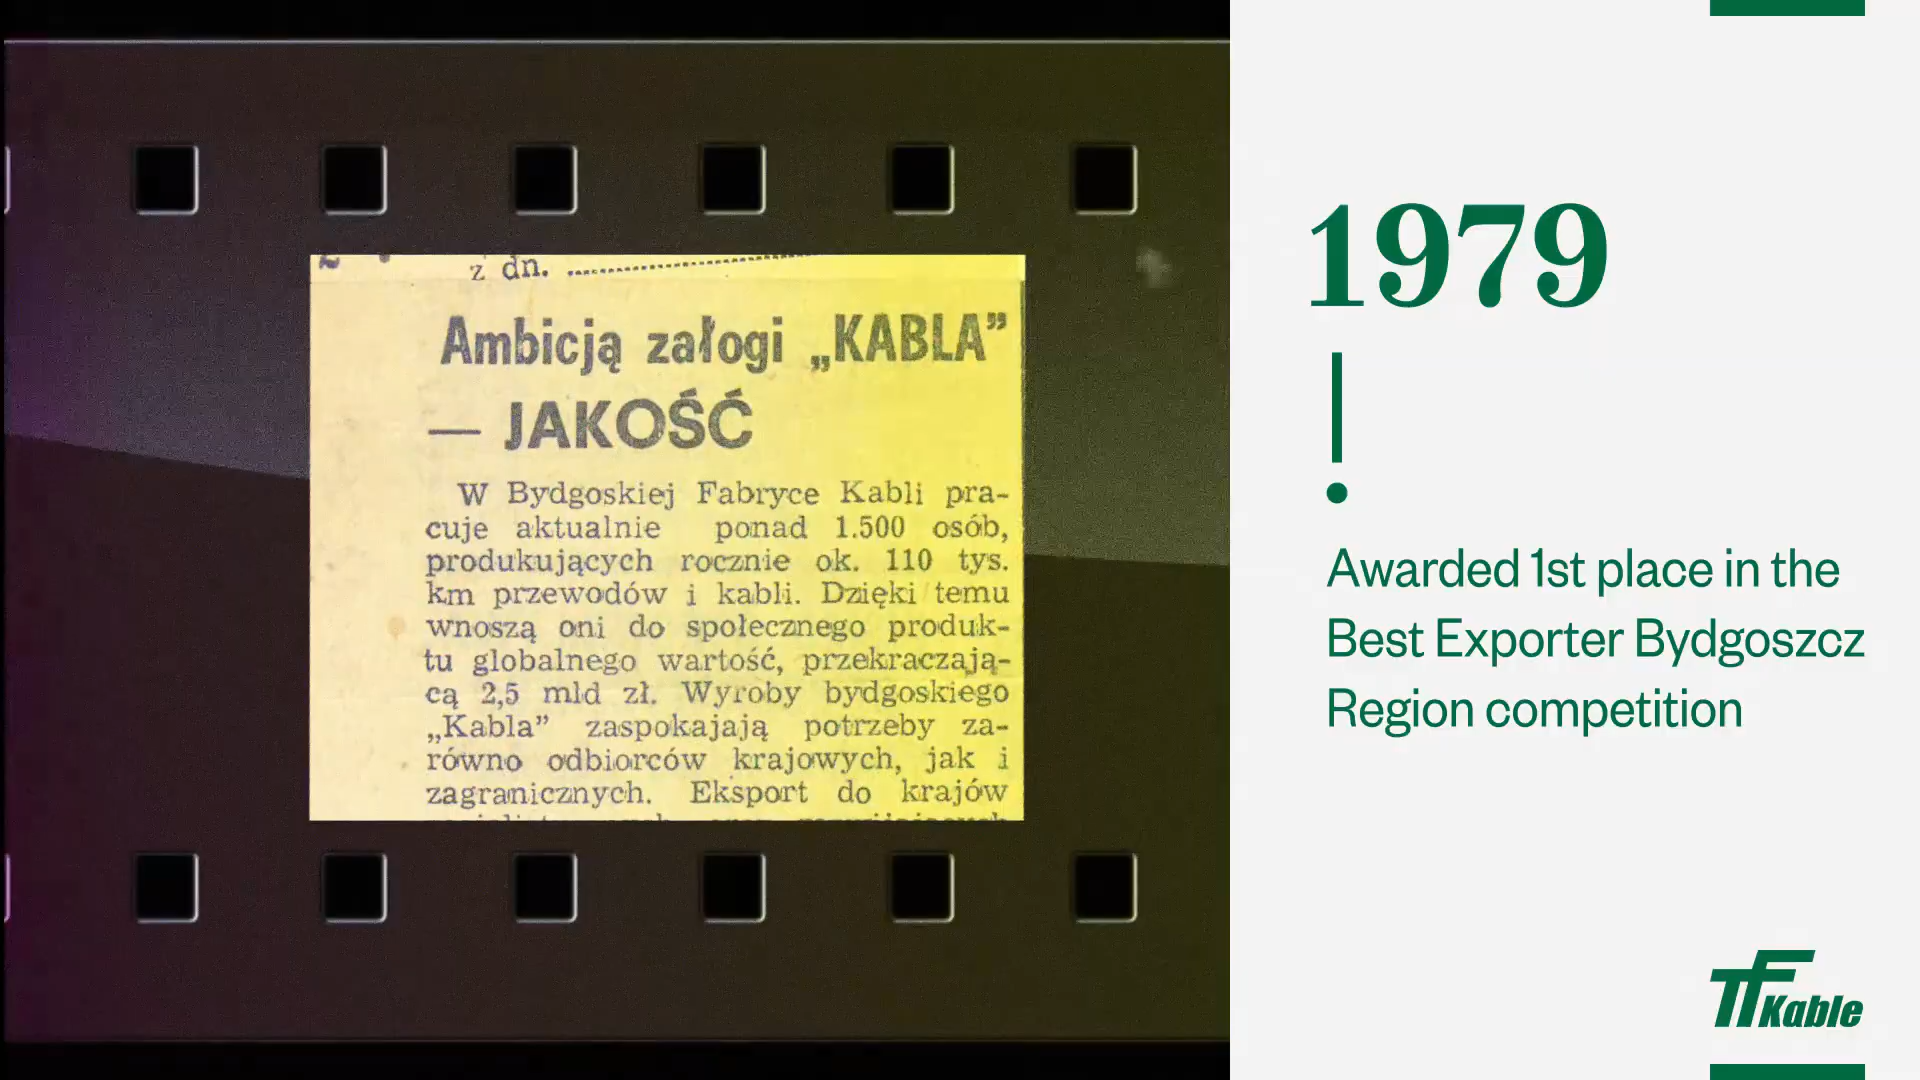 z dn.
Ambicją załogi „KABLA”
— JAKOŚĆ
W Bydgoskiej Fabryce Kabli pra-
cuje aktualnie ponad 1.500 osób,
produkujących rocznie ok. 110 tys.
km przewodów i kabli. Dzięki temu
wnoszą oni do społecznego produk-
tu globalnego wartość, przekraczają-
cą 2,5 mld zł. Wyroby bydgoskiego
„Kabla” zaspokajają potrzeby za-
równo odbiorców krajowych, jak i
zagranicznych. Eksport do krajów
1979
Awarded 1st place in the
Best Exporter Bydgoszcz
Region competition
TF Kable